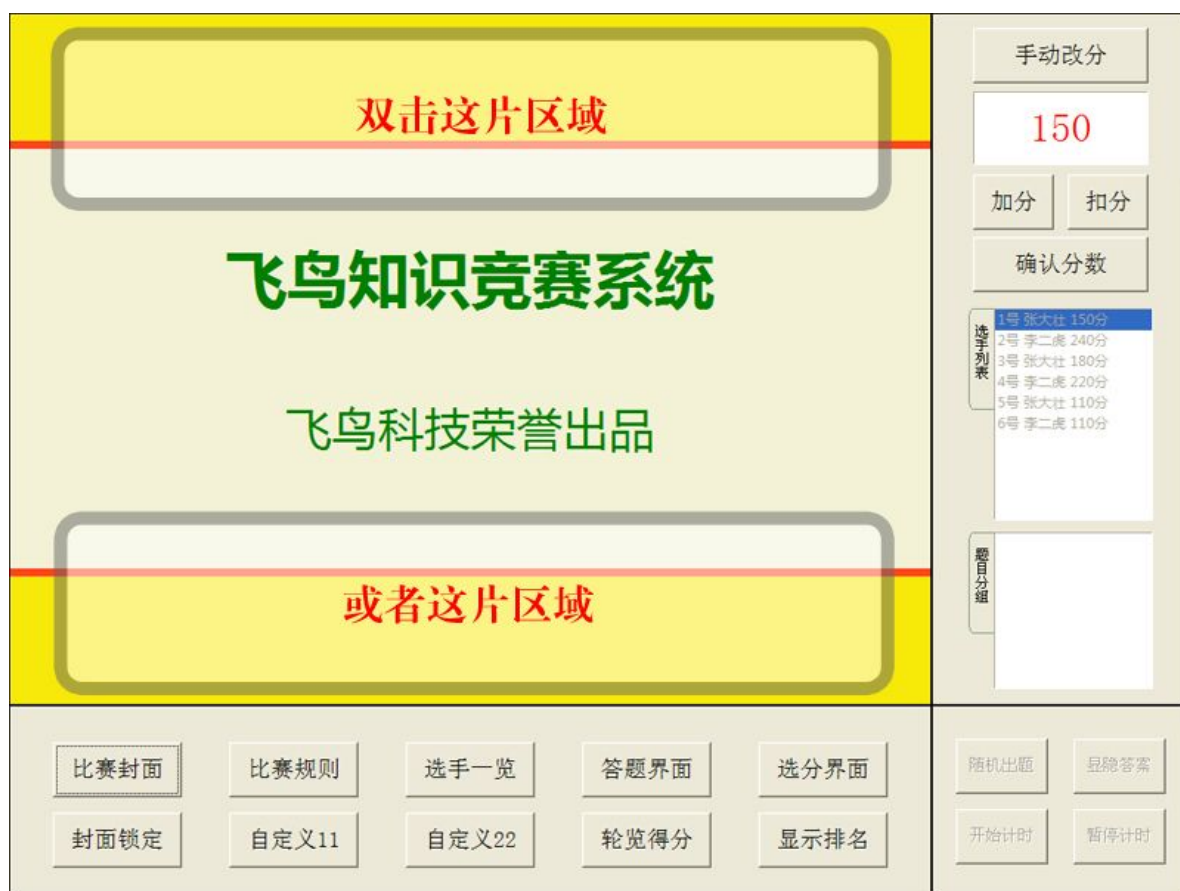 双击这片区域
飞鸟知识竞赛系统
飞鸟科技荣誉出品
或者这片区域
手动改分
150
加分 扣分
确认分数
选手列表
1号 张大壮 150分
2号 李二虎 240分
3号 张大壮 180分
4号 李二虎 220分
5号 张大壮 110分
6号 李二虎 110分
题目分组
比赛封面 比赛规则 选手一览 答题界面 选分界面
封面锁定 自定义11 自定义22 轮览得分 显示排名
随机出题 显隐答案
开始计时 暂停计时